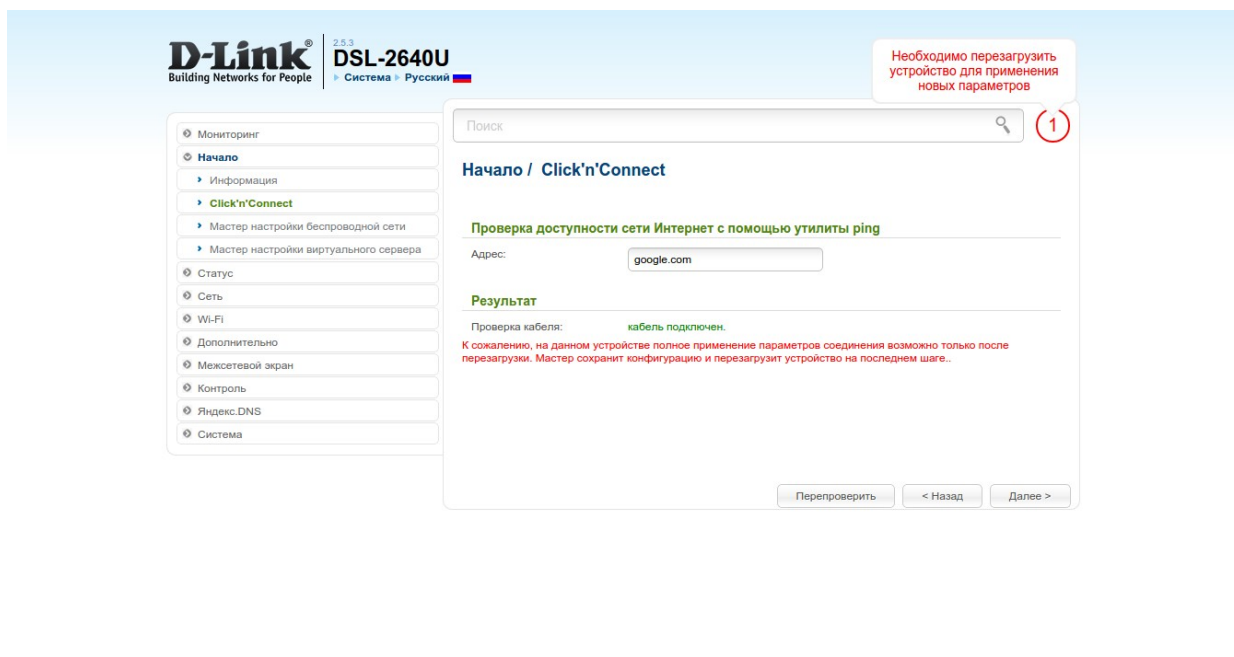 D-Link®
Building Networks for People
2.5.3
DSL-2640U
Система Русский
Необходимо перезагрузить
устройство для применения
новых параметров
Поиск
1
Мониторинг
Начало
Информация
Click'n'Connect
Мастер настройки беспроводной сети
Мастер настройки виртуального сервера
Статус
Сеть
Wi-Fi
Дополнительно
Межсетевой экран
Контроль
Яндекс.DNS
Система
Начало / Click'n'Connect
Проверка доступности сети Интернет с помощью утилиты ping
Адрес:
google.com
Результат
Проверка кабеля: кабель подключен.
К сожалению, на данном устройстве полное применение параметров соединения возможно только после
перезагрузки. Мастер сохранит конфигурацию и перезагрузит устройство на последнем шаге..
Перепроверить
< Назад
Далее >